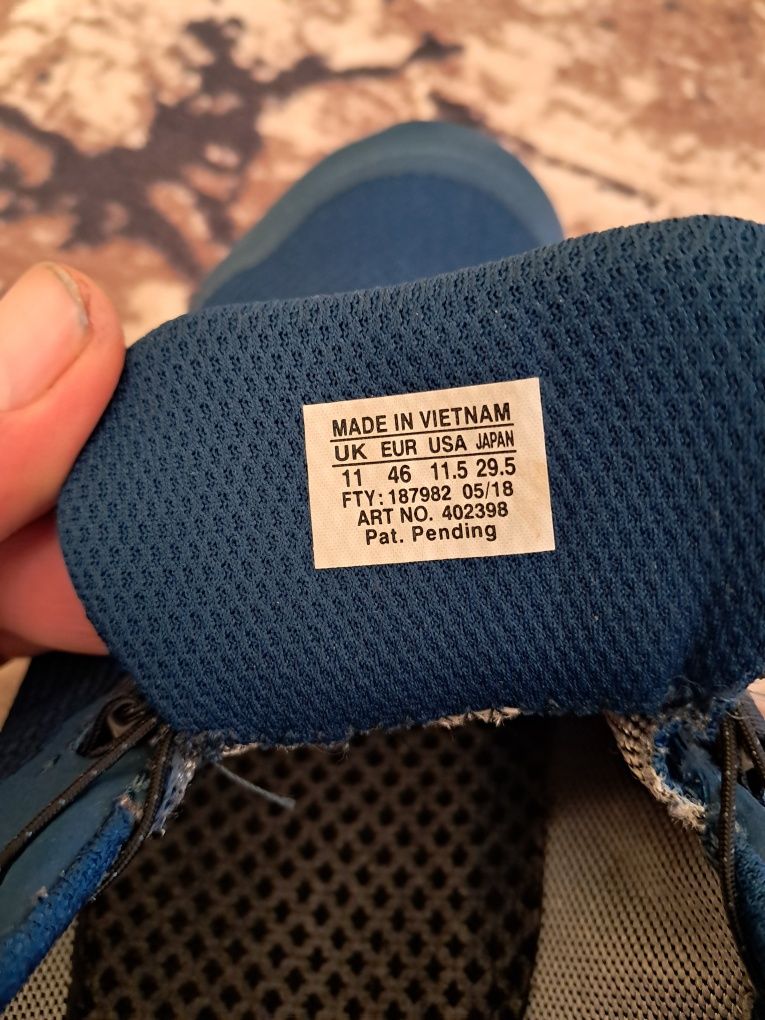 MADE IN VIETNAM
UK EUR USA JAPAN
11 46 11.5 29.5
FTY: 187982 05/18
ART NO. 402398
Pat. Pending